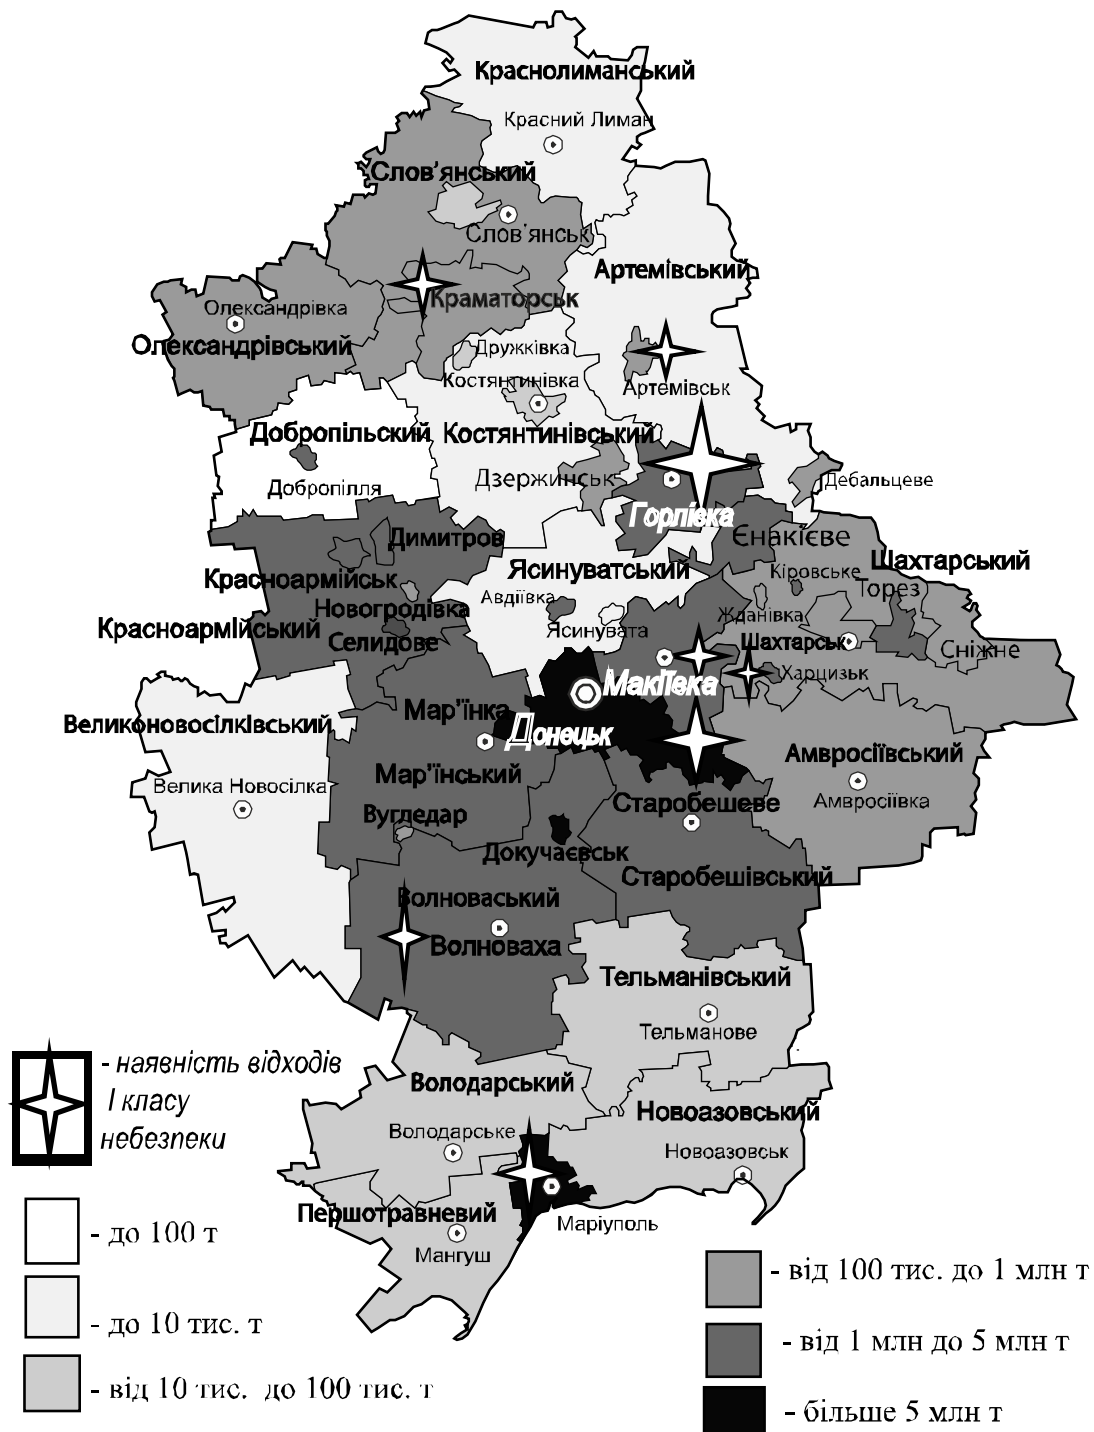 Краснолиманський
Красний Лиман
Слов’янський
Слов’янськ
Артемівський
Краматорськ
Олександрівка
Олександрівський
Дружківка
Костянтинівка
Артемівськ
Добропільский
Костянтинівський
Дзержинськ
Добропілля
Дебальцеве
Горлівка
Димитров
Єнакієве
Шахтарський
Красноармійськ
Ясинуватський
Кіровське
Торез
Авдіївка
Новогродівка
Жданівка
Красноармійський
Селидове
Ясинувата
Шахтарськ
Сніжне
Харцизьк
Макіївка
Мар’їнка
Великоновосілківський
Донецьк
Амвросіївський
Мар’їнський
Велика Новосілка
Старобешеве
Амвросіївка
Вугледар
Докучаєвськ
Старобешівський
Волноваський
Волноваха
Тельманівський
Тельманове
- наявність відходів
І класу
небезпеки
Володарський
Новоазовський
Володарське
Новоазовськ
Першотравневий
Маріуполь
Мангуш
- до 100 т
- до 10 тис. т
- від 10 тис. до 100 тис. т
- від 100 тис. до 1 млн т
- від 1 млн до 5 млн т
- більше 5 млн т